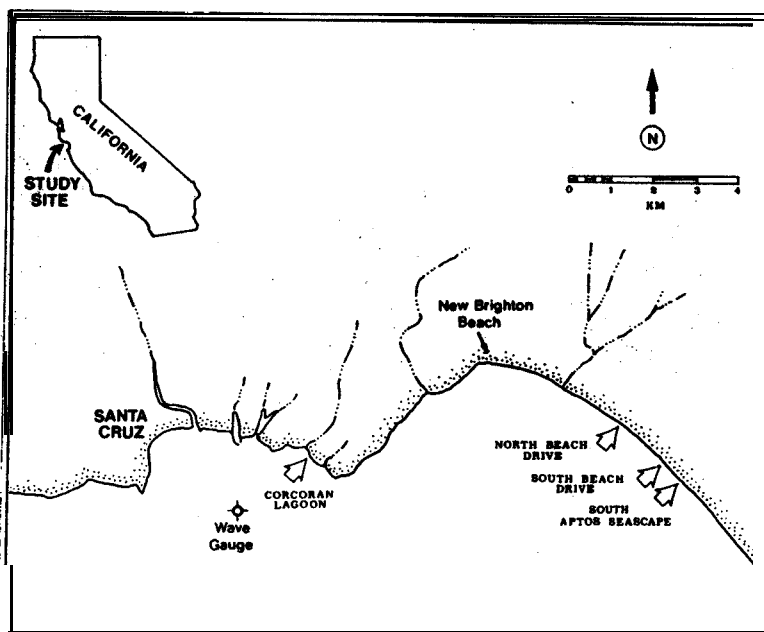 CALIFORNIA
STUDY
SITE
N
0 1 2 3 4
KM
New Brighton
Beach
SANTA
CRUZ
NORTH BEACH
DRIVE
CORCORAN
LAGOON
SOUTH BEACH
DRIVE
SOUTH
APTOS SEASCAPE
Wave
Gauge